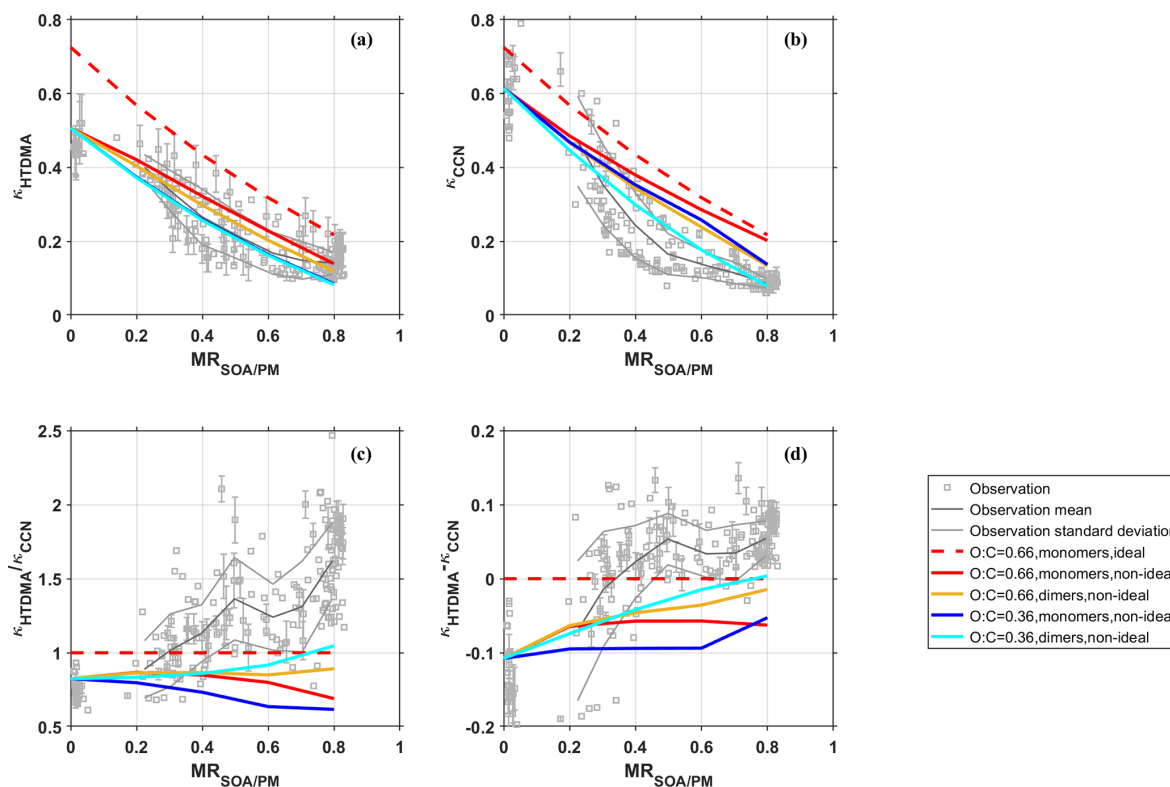 0.8
0.6
0.4
0.2
0
κHTDMA
0 0.2 0.4 0.6 0.8 1
MRSOA/PM
(a)
0.8
0.6
0.4
0.2
0
κCCN
0 0.2 0.4 0.6 0.8 1
MRSOA/PM
(b)
2.5
2
1.5
1
0.5
κHTDMA/κCCN
0 0.2 0.4 0.6 0.8 1
MRSOA/PM
(c)
0.2
0.1
0
-0.1
-0.2
κHTDMA-κCCN
0 0.2 0.4 0.6 0.8 1
MRSOA/PM
(d)
Observation
Observation mean
Observation standard deviation
O:C=0.66,monomers,ideal
O:C=0.66,monomers,non-ideal
O:C=0.66,dimers,non-ideal
O:C=0.36,monomers,non-ideal
O:C=0.36,dimers,non-ideal